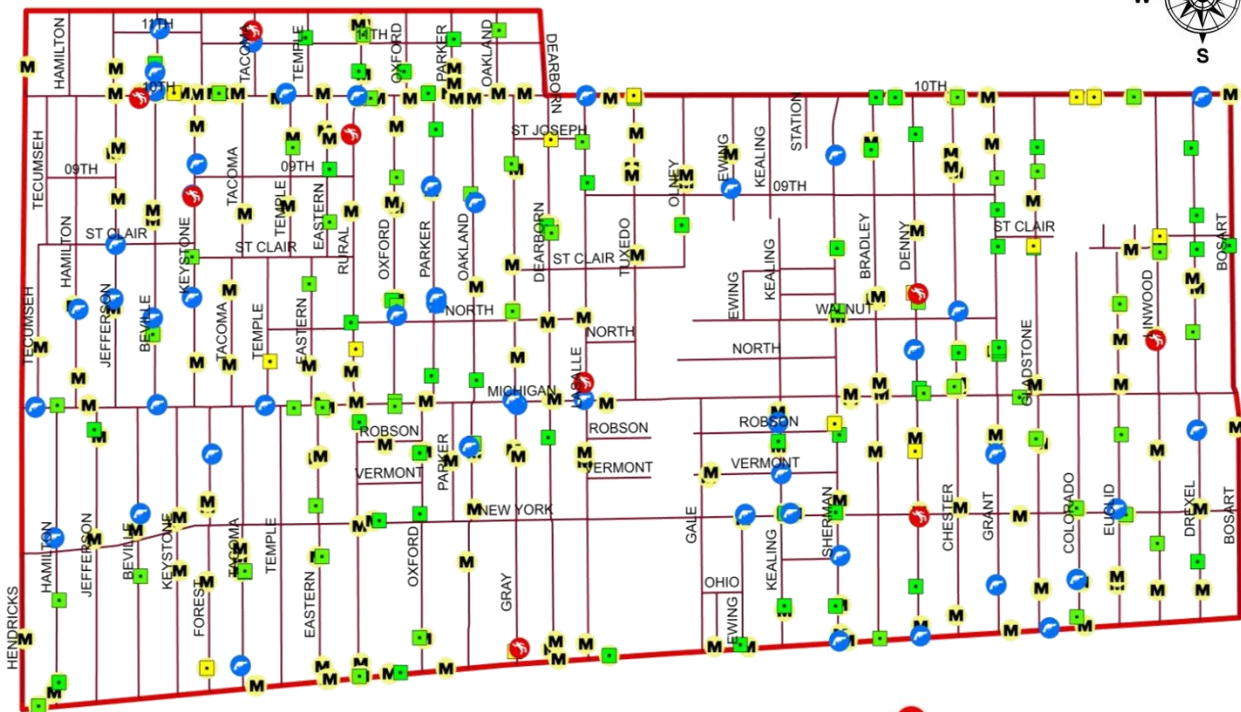 W
S
11TH
HAMILTON
TACOMA
TEMPLE
11TH
OXFORD
PARKER
OAKLAND
DEARBORN
10TH
10TH
STATION
ST JOSEPH
TECUMSEH
09TH
TACOMA
09TH
OLNEY
EWING
KEALING
09TH
TEMPLE
EASTERN
HAMILTON
ST CLAIR
KEYSTONE
ST CLAIR
RURAL
OXFORD
PARKER
OAKLAND
DEARBORN
ST CLAIR
TUXEDO
KEALING
BRADLEY
DENNY
ST CLAIR
BOSART
TECUMSEH
JEFFERSON
BEVILLE
TACOMA
TEMPLE
EASTERN
NORTH
NORTH
EWING
WALNUT
NORTH
LINWOOD
GLADSTONE
MICHIGAN
LASALLE
ROBSON
PARKER
ROBSON
ROBSON
VERMONT
VERMONT
VERMONT
NEW YORK
HAMILTON
JEFFERSON
BEVILLE
KEYSTONE
TACOMA
TEMPLE
OXFORD
GALE
KEALING
SHERMAN
CHESTER
GRANT
COLORADO
EUCLID
DREXEL
BOSART
HENDRICKS
FOREST
EASTERN
GRAY
OHIO
EWING